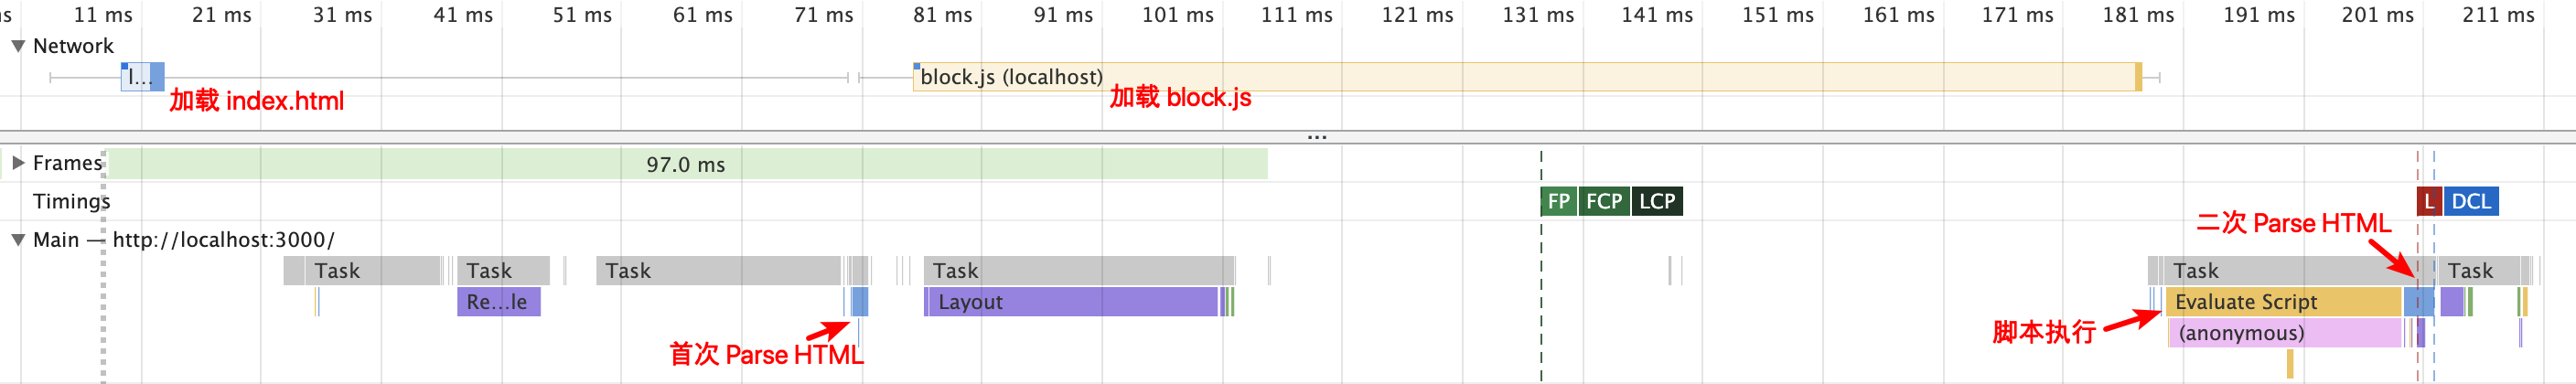 11 ms 21 ms 31 ms 41 ms 51 ms 61 ms 71 ms 81 ms 91 ms 101 ms 111 ms 121 ms 131 ms 141 ms 151 ms 161 ms 171 ms 181 ms 191 ms 201 ms 211 ms
Network
l… block.js (localhost)
加载 index.html 加载 block.js
...
Frames 97.0 ms
Timings FP FCP LCP L DCL
二次 Parse HTML
Main — http://localhost:3000/
Task Task Task Task Task Task
Re…le Layout Evaluate Script
脚本执行 (anonymous)
首次 Parse HTML